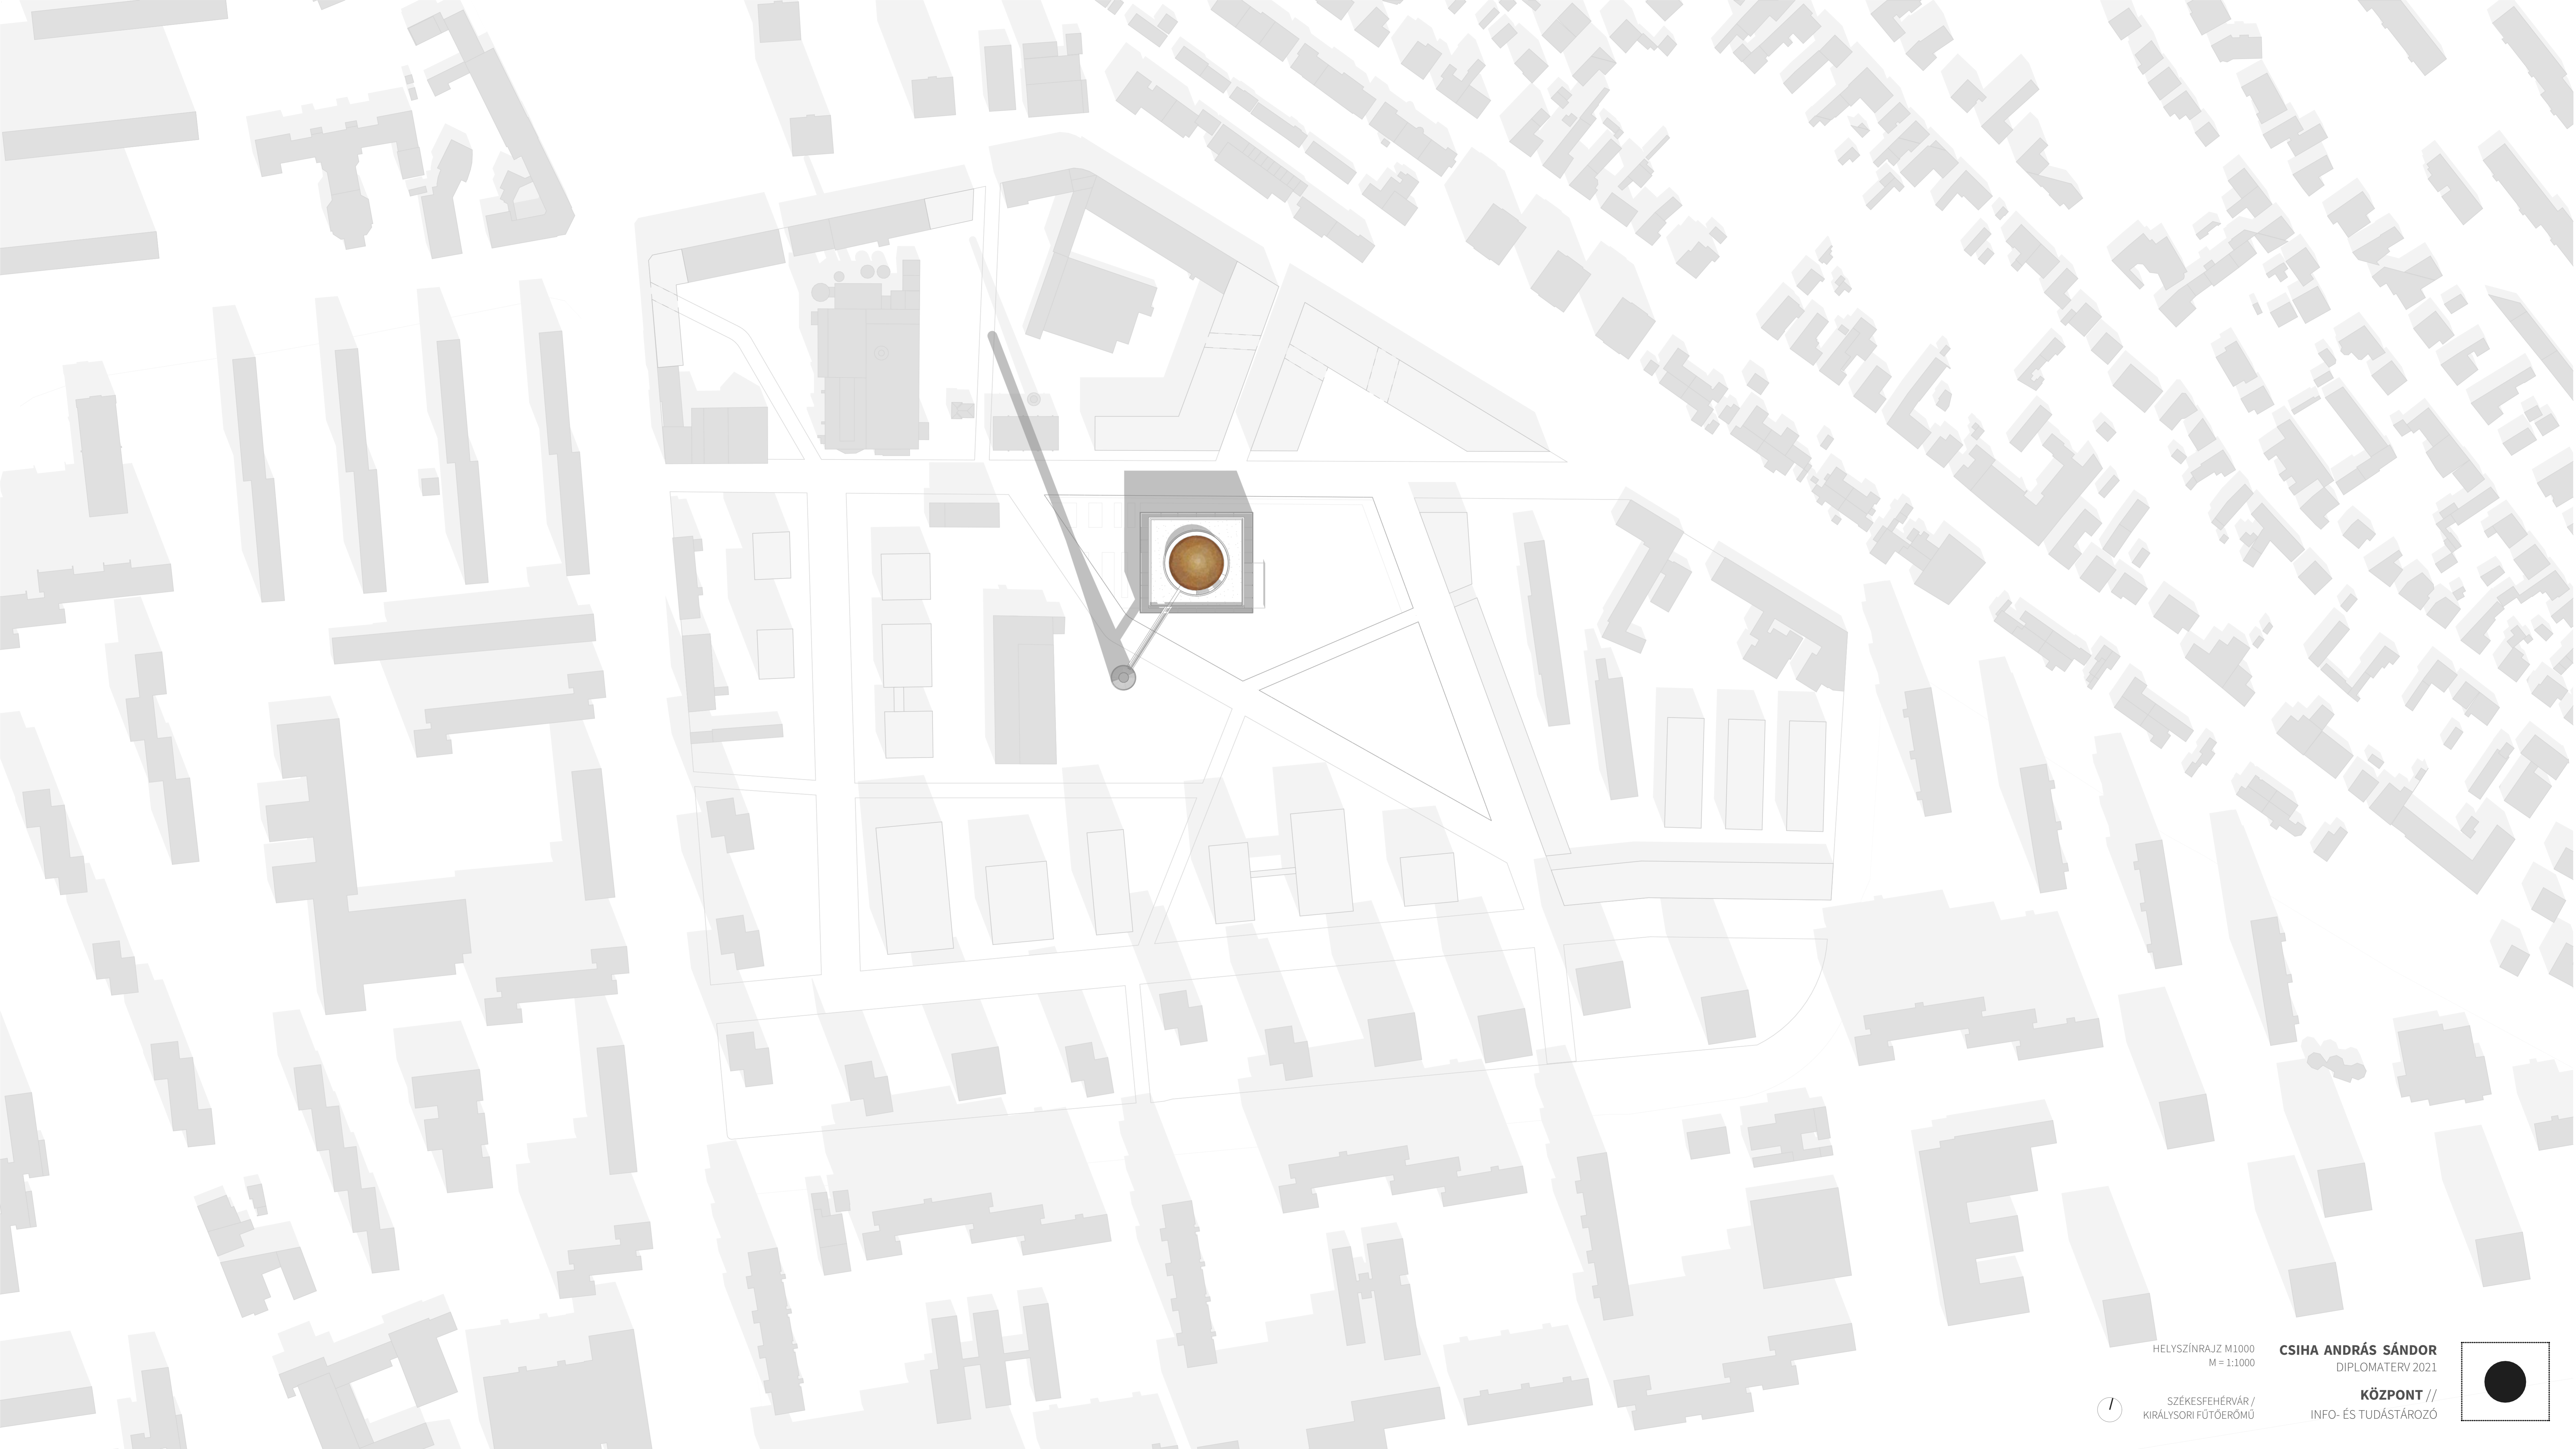 HELYSZÍNRAJZ M1000
M = 1:1000
SZÉKESFEHÉRVÁR /
KIRÁLYSORI FŰTŐERŐMŰ
CSIHA ANDRÁS SÁNDOR
DIPLOMATERV 2021
KÖZPONT //
INFO- ÉS TUDÁSTÁROZÓ